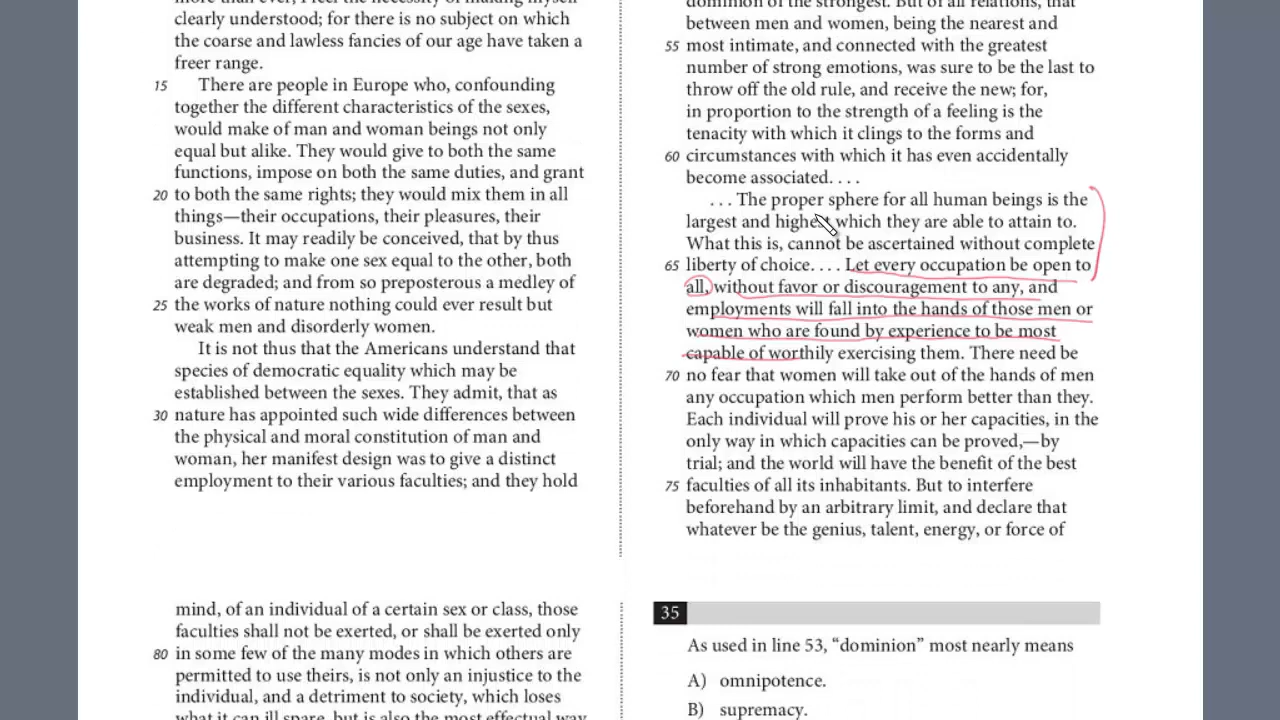 more than ever, I feel the necessity of making myself
clearly understood; for there is no subject on which
the coarse and lawless fancies of our age have taken a
freer range.
15 There are people in Europe who, confounding
together the different characteristics of the sexes,
would make of man and woman beings not only
equal but alike. They would give to both the same
functions, impose on both the same duties, and grant
20 to both the same rights; they would mix them in all
things—their occupations, their pleasures, their
business. It may readily be conceived, that by thus
attempting to make one sex equal to the other, both
are degraded; and from so preposterous a medley of
25 the works of nature nothing could ever result but
weak men and disorderly women.
It is not thus that the Americans understand that
species of democratic equality which may be
established between the sexes. They admit, that as
30 nature has appointed such wide differences between
the physical and moral constitution of man and
woman, her manifest design was to give a distinct
employment to their various faculties; and they hold
dominion of the strongest. But of all relations, that
between men and women, being the nearest and
55 most intimate, and connected with the greatest
number of strong emotions, was sure to be the last to
throw off the old rule, and receive the new; for,
in proportion to the strength of a feeling is the
tenacity with which it clings to the forms and
60 circumstances with which it has even accidentally
become associated. . . .
. . . The proper sphere for all human beings is the
largest and highest which they are able to attain to.
What this is, cannot be ascertained without complete
65 liberty of choice. . . . Let every occupation be open to
all, without favor or discouragement to any, and
employments will fall into the hands of those men or
women who are found by experience to be most
capable of worthily exercising them. There need be
70 no fear that women will take out of the hands of men
any occupation which men perform better than they.
Each individual will prove his or her capacities, in the
only way in which capacities can be proved,—by
trial; and the world will have the benefit of the best
75 faculties of all its inhabitants. But to interfere
beforehand by an arbitrary limit, and declare that
whatever be the genius, talent, energy, or force of
mind, of an individual of a certain sex or class, those
faculties shall not be exerted, or shall be exerted only
80 in some few of the many modes in which others are
permitted to use theirs, is not only an injustice to the
individual, and a detriment to society, which loses
what it can ill spare, but is also the most effectual way
35
As used in line 53, “dominion” most nearly means
A) omnipotence.
B) supremacy.